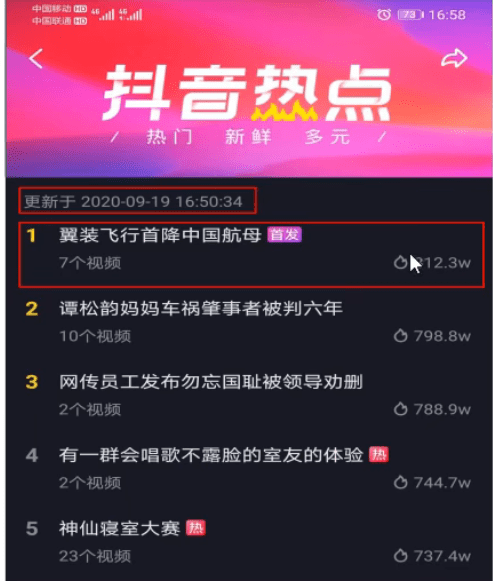 中国移动 HD 4G 4G 73 16:58
中国联通 HD
抖音热点
/ 热门 新鲜 多元 /
更新于 2020-09-19 16:50:34
1 翼装飞行首降中国航母 首发
7个视频 12.3w
2 谭松韵妈妈车祸肇事者被判六年
10个视频 798.8w
3 网传员工发布勿忘国耻被领导劝删
2个视频 788.9w
4 有一群会唱歌不露脸的室友的体验 热
2个视频 744.7w
5 神仙寝室大赛 热
23个视频 737.4w